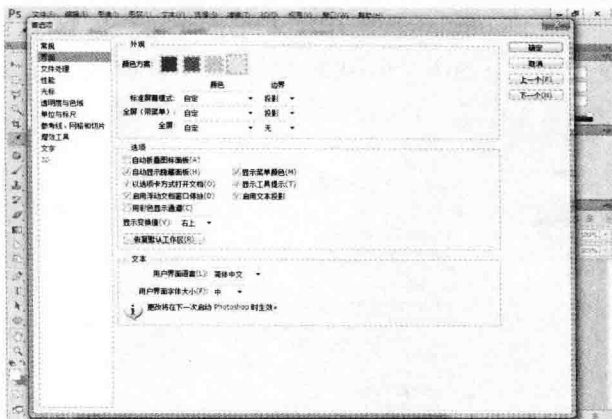 Ps
首选项
常规
界面
文件处理
性能
光标
透明度与色域
单位与标尺
参考线、网格和切片
增效工具
文字
3D
外观
颜色方案:
颜色 边界
标准屏幕模式: 自定 投影
全屏(带菜单): 自定 投影
全屏: 自定 无
选项
自动折叠图标面板(A)
自动显示隐藏面板(H) 显示菜单颜色(M)
以选项卡方式打开文档(O) 显示工具提示(T)
启用浮动文档窗口停放(D) 启用文本投影
用彩色显示通道(C)
显示变换值(V): 右上
恢复默认工作区(R)
文本
用户界面语言(L): 简体中文
用户界面字体大小(F): 中
更改将在下一次启动 Photoshop 时生效。
确定
取消
上一个(P)
下一个(N)